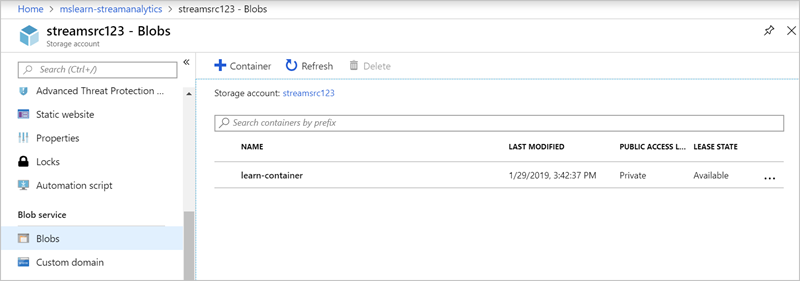 Home > mslearn-streamanalytics > streamsrc123 - Blobs
streamsrc123 - Blobs
Storage account
Search (Ctrl+/)
Advanced Threat Protection ...
Static website
Properties
Locks
Automation script
Blob service
Blobs
Custom domain
Container Refresh Delete
Storage account: streamsrc123
Search containers by prefix
NAME LAST MODIFIED PUBLIC ACCESS L... LEASE STATE
learn-container 1/29/2019, 3:42:37 PM Private Available ...